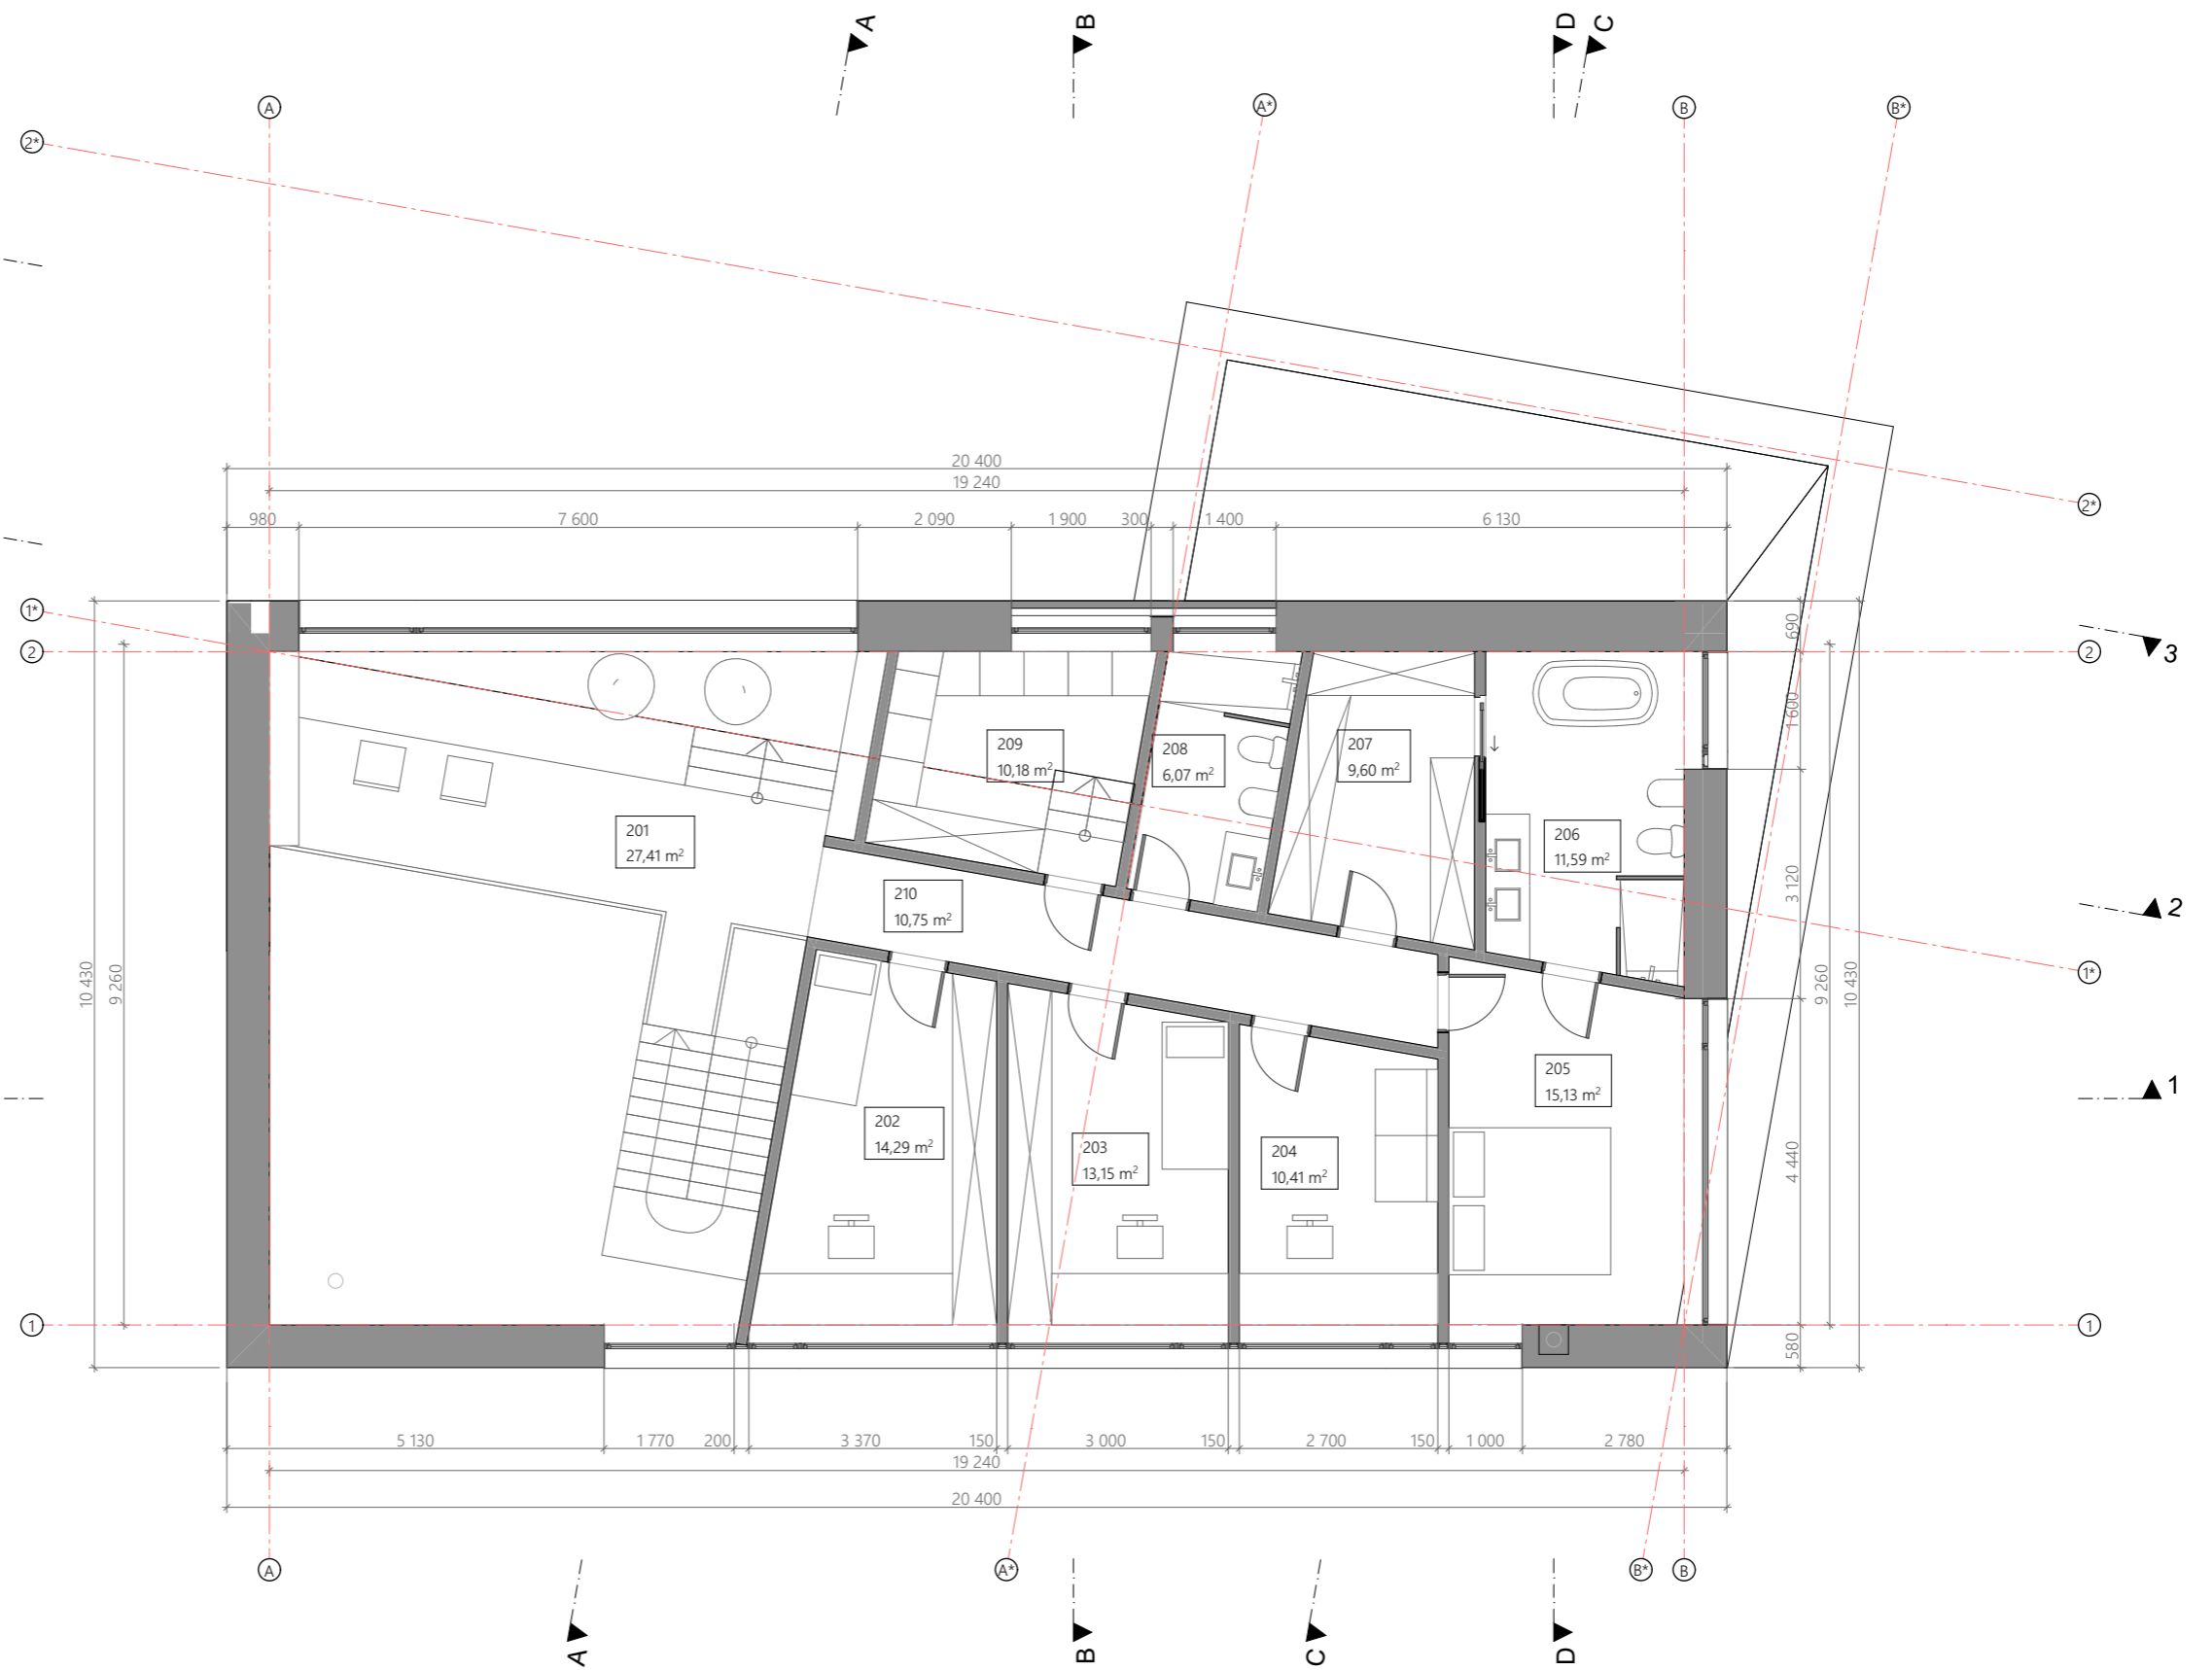 A
B
D
C
A
A*
B
B*
2*
20 400
19 240
2*
980
7 600
2 090
1 900
300
1 400
6 130
1*
690
3
2
2
1 600
209
10,18 m²
208
6,07 m²
207
9,60 m²
201
27,41 m²
206
11,59 m²
210
10,75 m²
3 120
2
1*
10 430
9 260
9 260
10 430
205
15,13 m²
1
202
14,29 m²
203
13,15 m²
204
10,41 m²
4 440
1
1
580
5 130
1 770
200
3 370
150
3 000
150
2 700
150
1 000
2 780
19 240
20 400
A
A*
B*
B
A
B
C
D